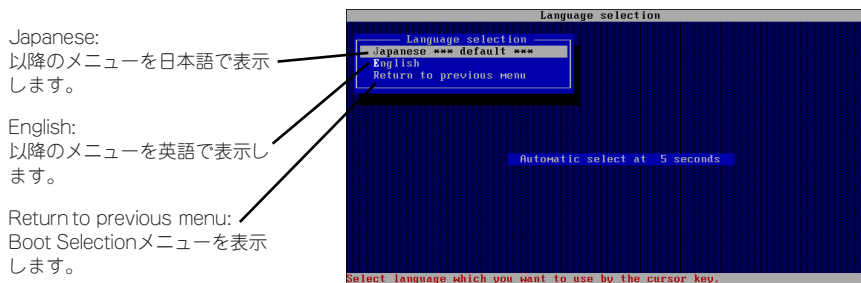 Japanese:
以降のメニューを日本語で表示
します。
English:
以降のメニューを英語で表示し
ます。
Return to previous menu:
Boot Selectionメニューを表示
します。
Language selection
Language selection
Japanese *** default ***
English
Return to previous menu
Automatic select at 5 seconds
Select language which you want to use by the cursor key.